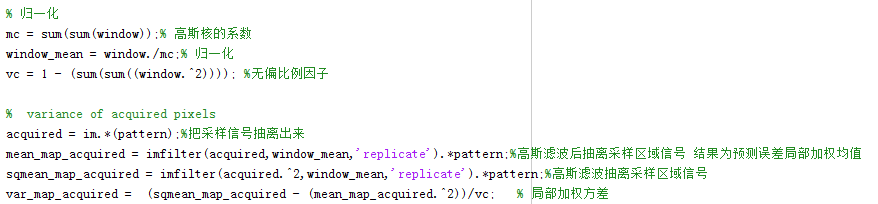 % 归一化
mc = sum(sum(window));% 高斯核的系数
window_mean = window./mc;% 归一化
vc = 1 - (sum(sum((window.^2)))); %无偏比例因子
%  variance of acquired pixels
acquired = im.*(pattern);%把采样信号抽离出来
mean_map_acquired = imfilter(acquired,window_mean,'replicate').*pattern;%高斯滤波后抽离采样区域信号 结果为预测误差局部加权均值
sqmean_map_acquired = imfilter(acquired.^2,window_mean,'replicate').*pattern;%高斯滤波抽离采样区域信号
var_map_acquired =  (sqmean_map_acquired - (mean_map_acquired.^2))/vc;   % 局部加权方差